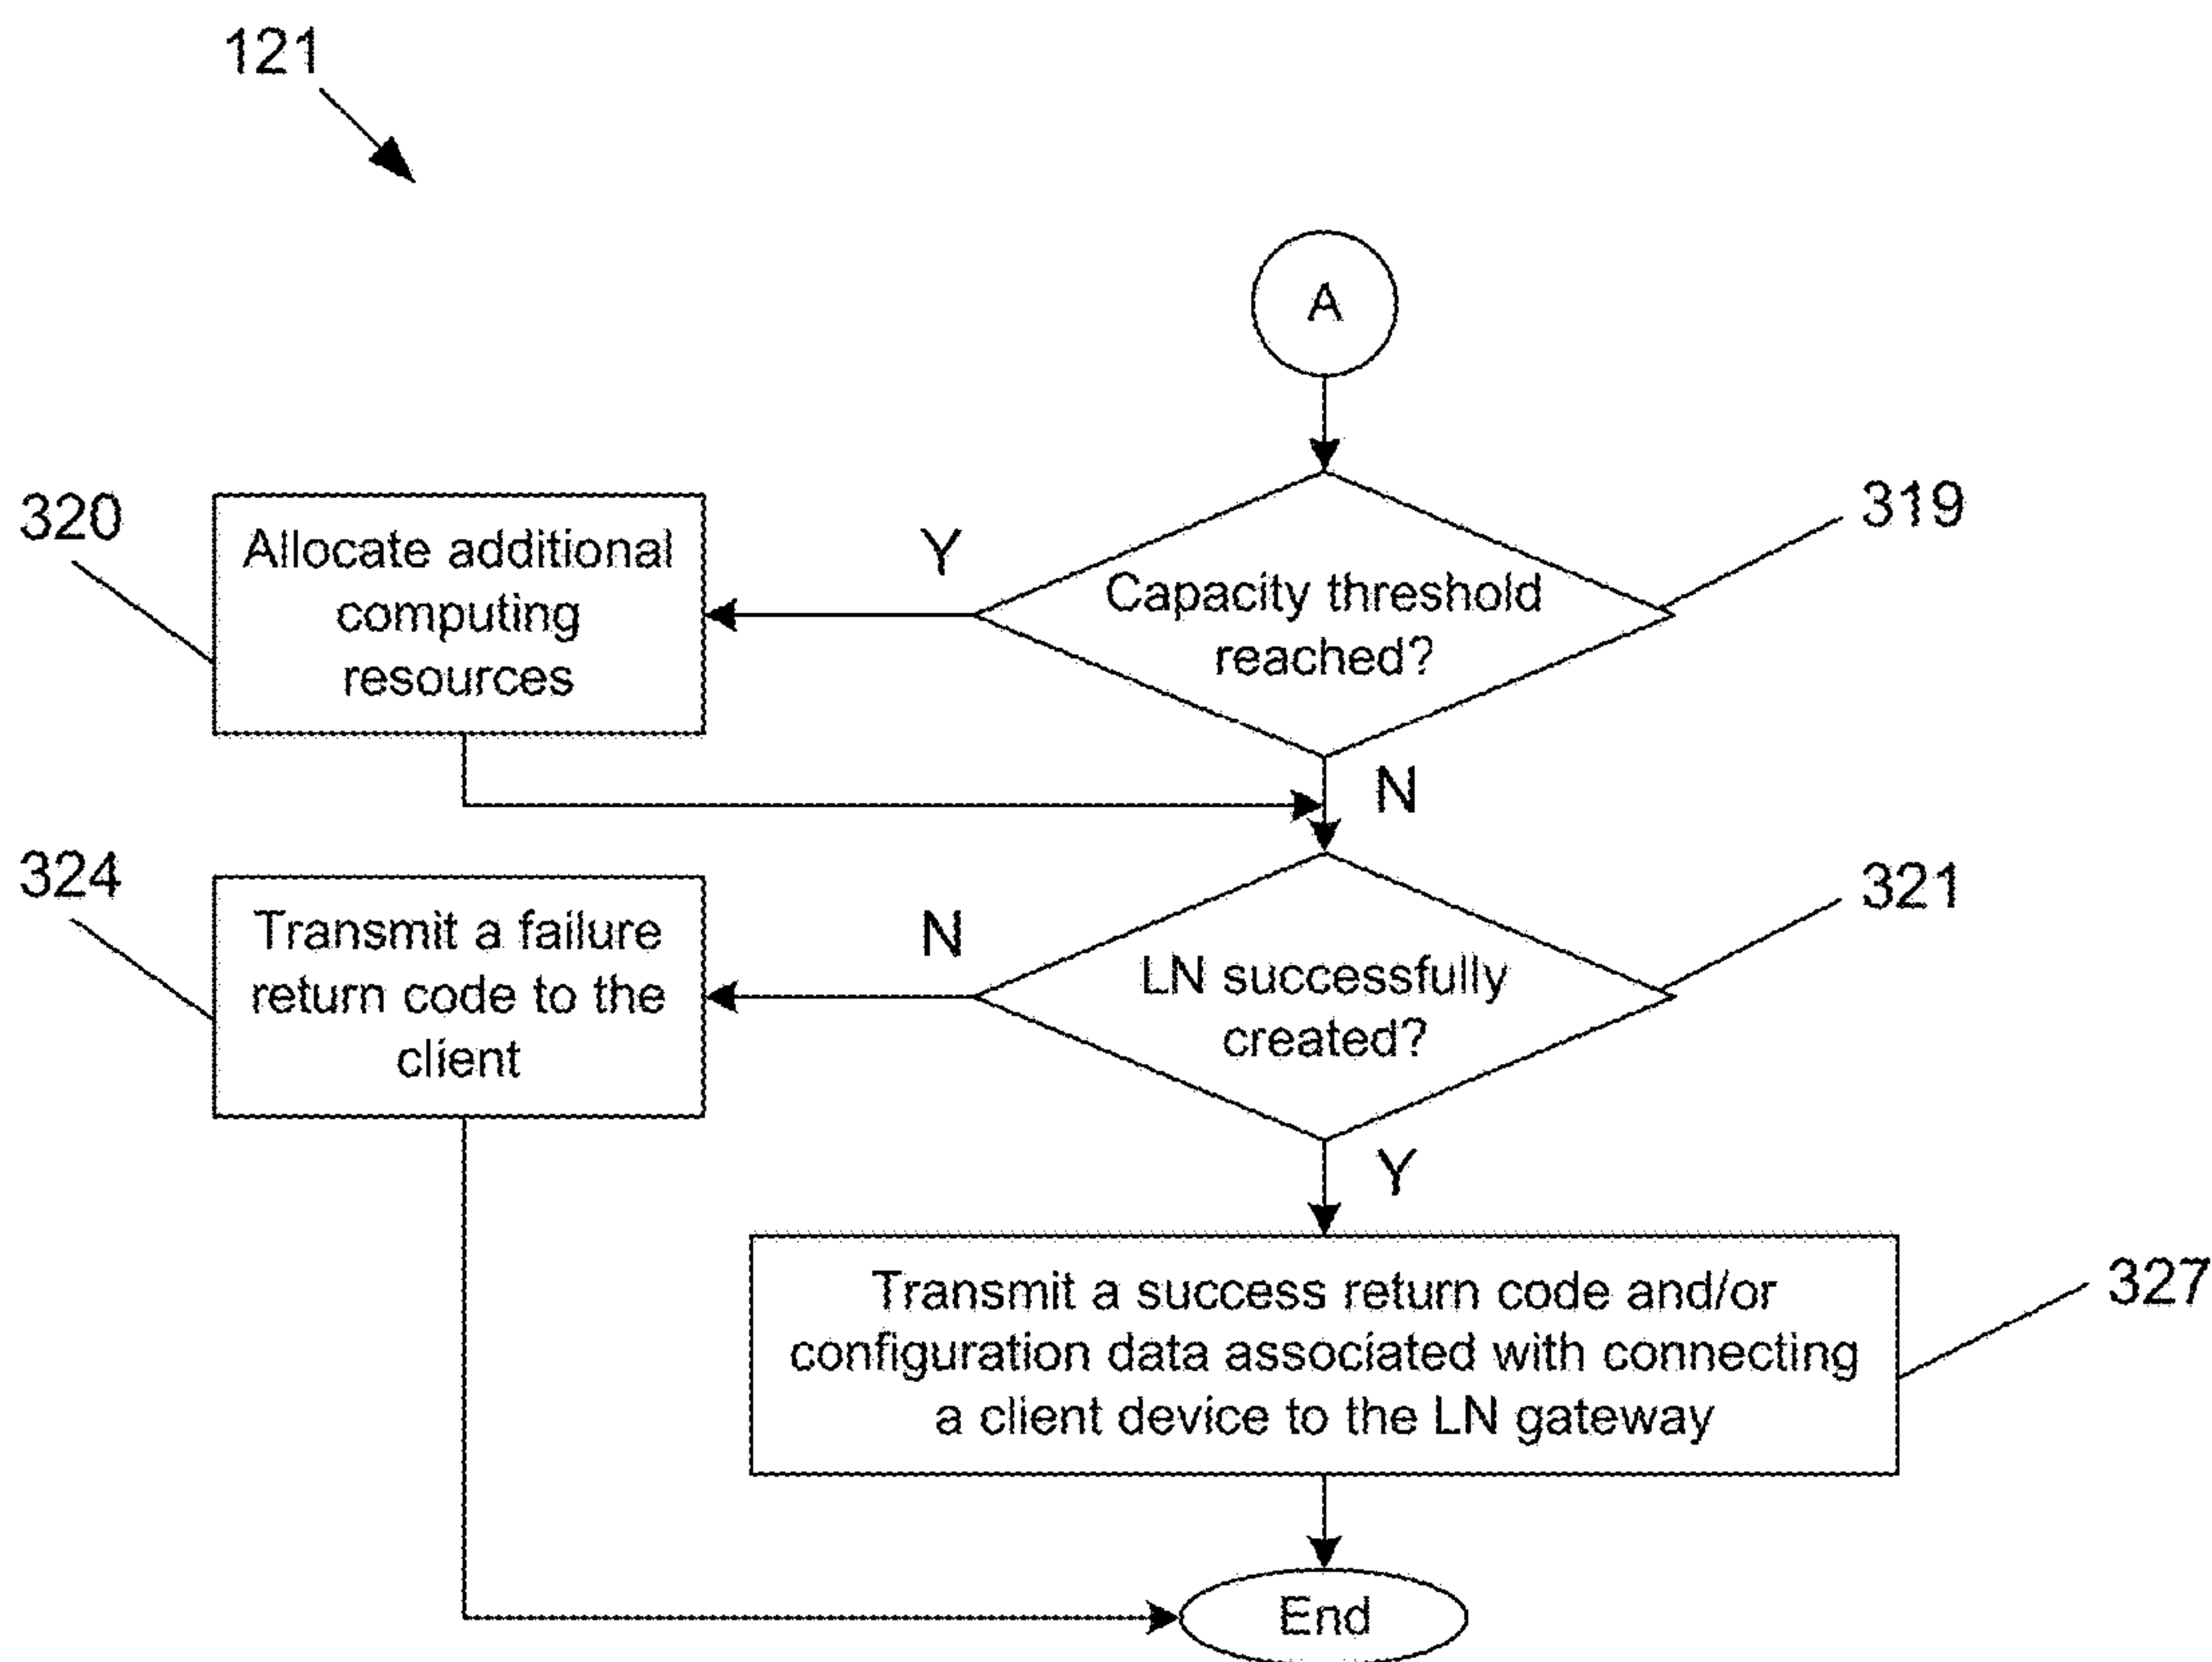 121
A
319
Capacity threshold
reached?
Y
320
Allocate additional
computing
resources
N
321
LN successfully
created?
N
324
Transmit a failure
return code to the
client
Y
327
Transmit a success return code and/or
configuration data associated with connecting
a client device to the LN gateway
End